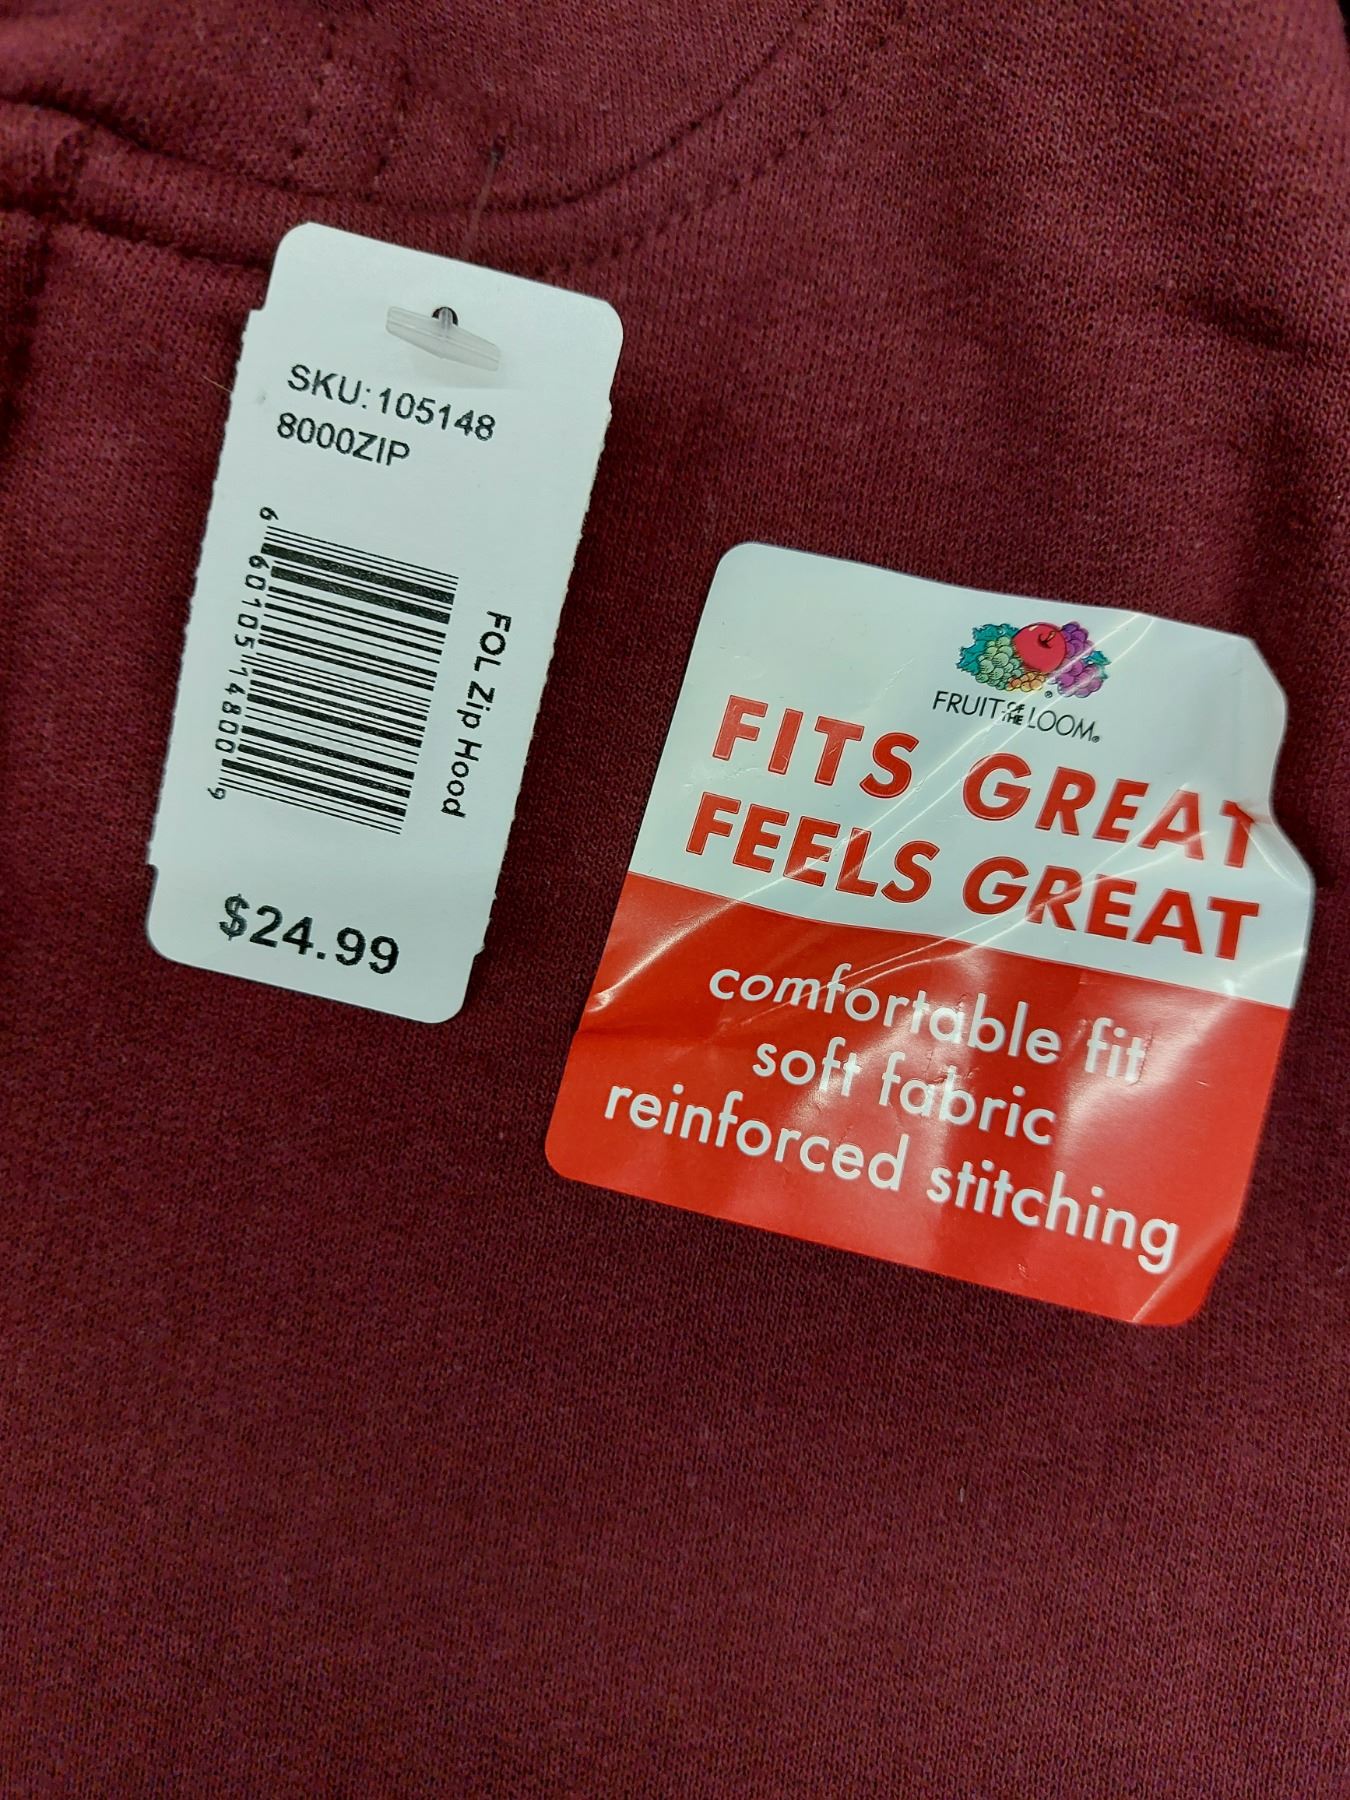 SKU: 105148
8000ZIP
6 60105 14800 9
FOL Zip Hood
$24.99
FRUIT OF THE LOOM®
FITS GREAT
FEELS GREAT
comfortable fit
soft fabric
reinforced stitching